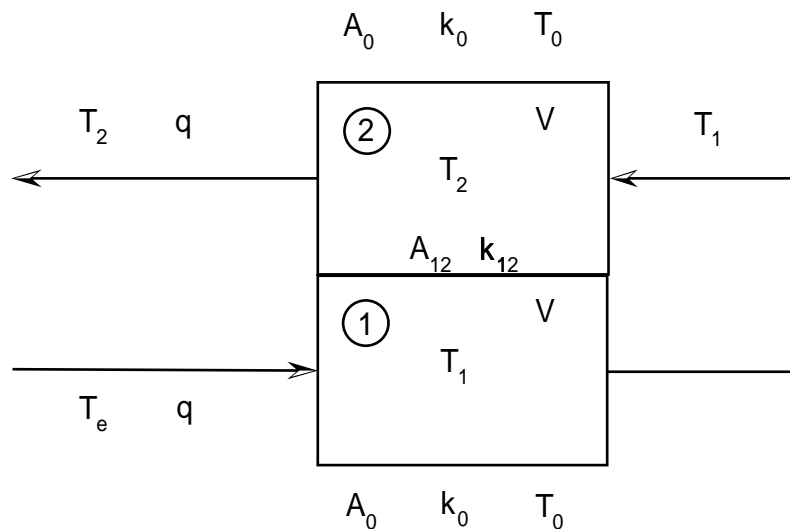 A₀ k₀ T₀
T₂ q ② V T₁
T₂
A₁₂ k₁₂
① V
T₁
Tₑ q
A₀ k₀ T₀